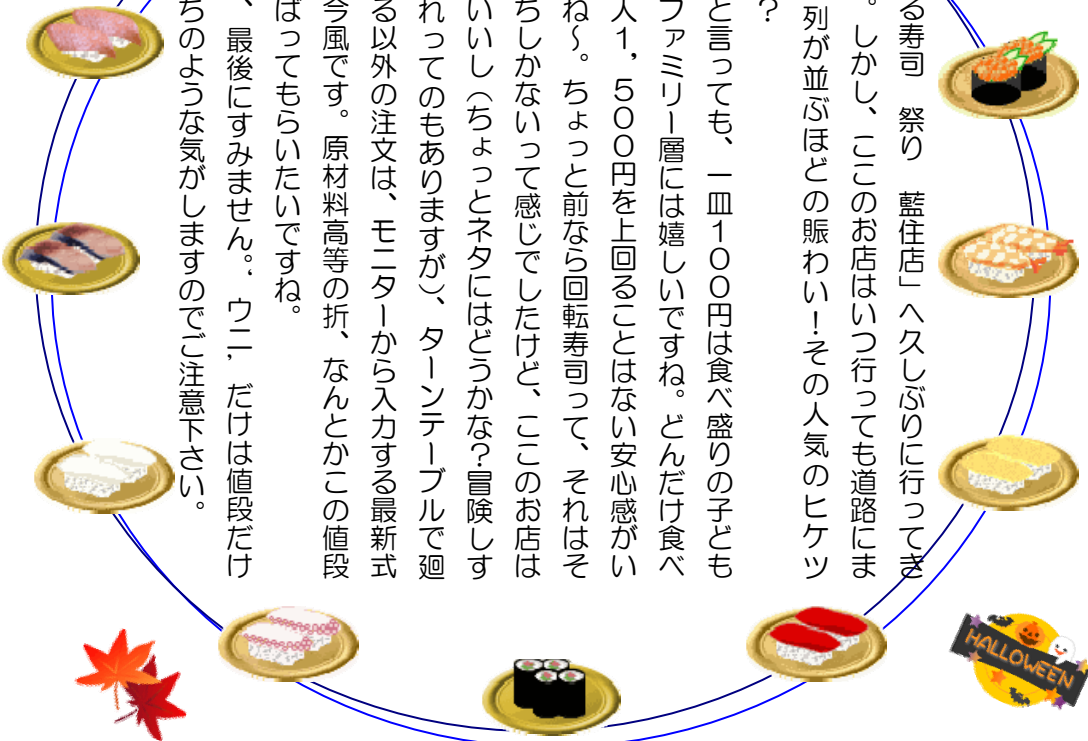 る寿司　祭り　藍住店」へ久しぶりに行ってき
。しかし、ここのお店はいつ行っても道路にま
列が並ぶほどの賑わい！その人気のヒケツ
？
と言っても、一皿１００円は食べ盛りの子ども
ファミリー層には嬉しいですね。どんだけ食べ
人１，５００円を上回ることはない安心感がい
ね～。ちょっと前なら回転寿司って、それはそ
ちしかないって感じでしたけど、ここのお店は
いいし（ちょっとネタにはどうかな？冒険しす
れってのもありますが）、ターンテーブルで廻
る以外の注文は、モニターから入力する最新式
今風です。原材料高等の折、なんとかこの値段
ばってもらいたいですね。
、最後にすみません。“ウニ”だけは値段だけ
ちのような気がしますのでご注意下さい。
HALLOWEEN